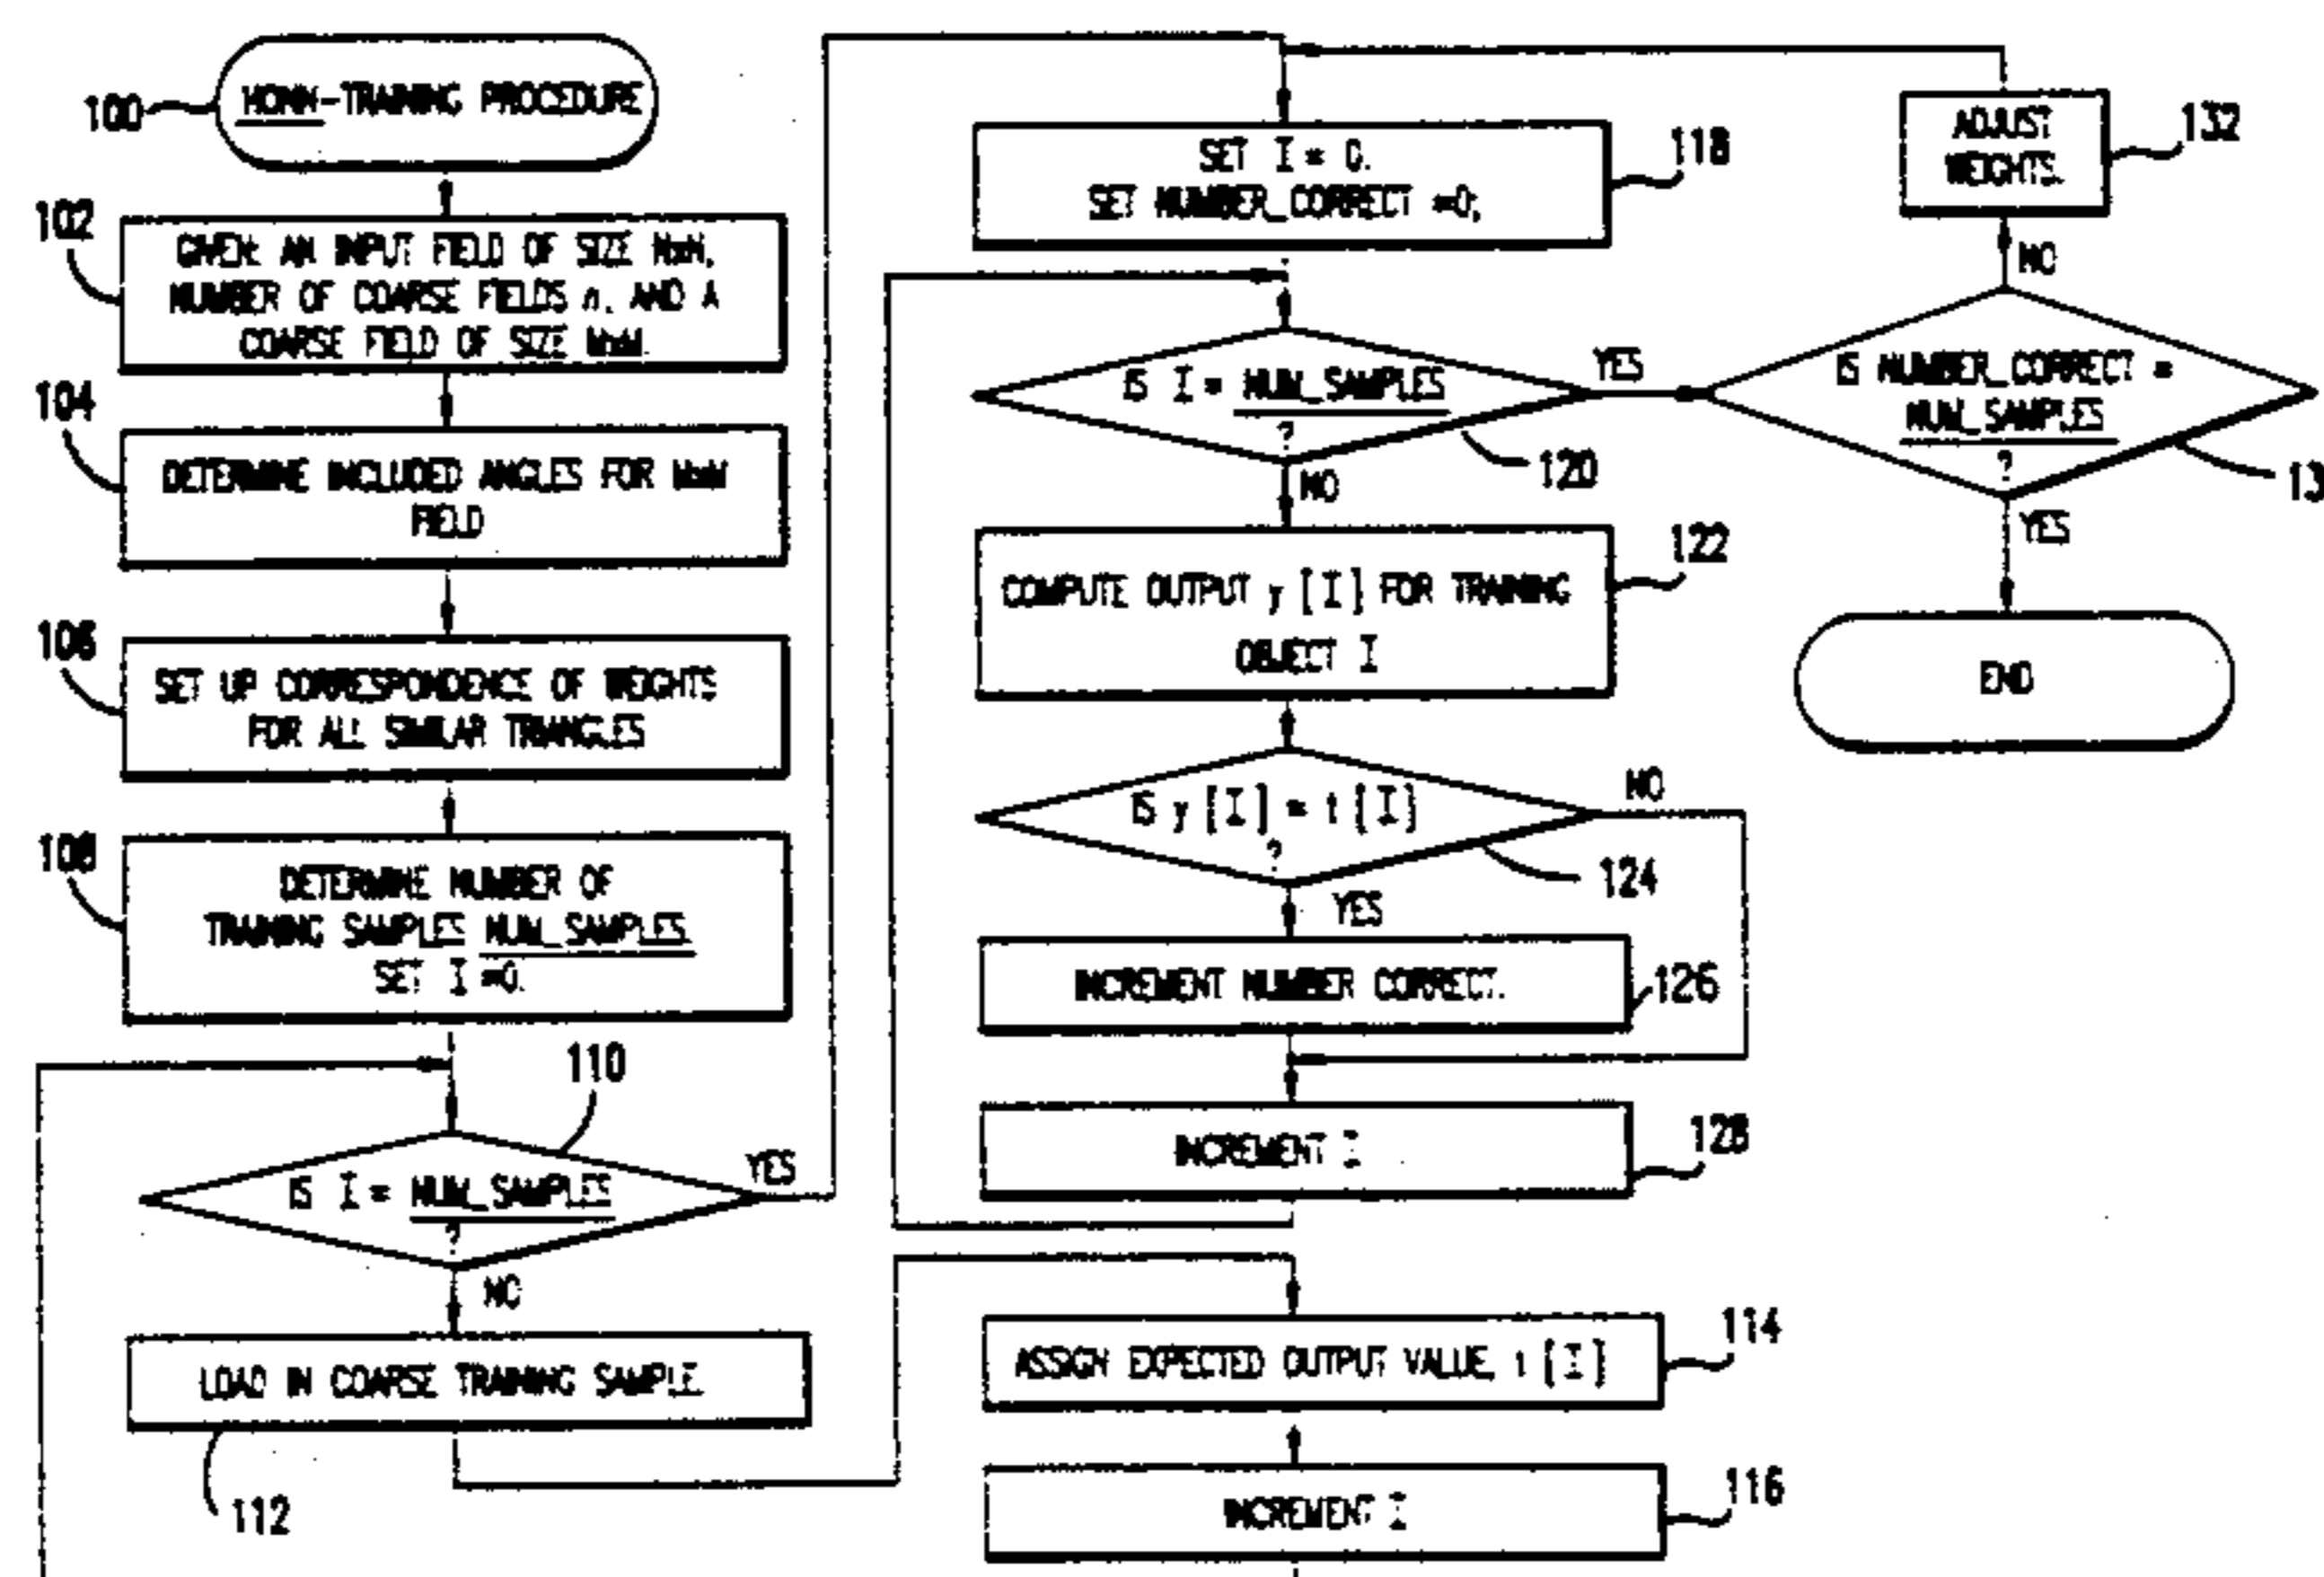 100
HONN-TRAINING PROCEDURE
102
GIVEN: AN INPUT FIELD OF SIZE NxN,
NUMBER OF COARSE FIELDS n, AND A
COARSE FIELD OF SIZE
104
DETERMINE INCLUDED ANGLES FOR
FIELD
106
SET UP CORRESPONDENCE OF WEIGHTS
FOR ALL SIMILAR TRIANGLES
108
DETERMINE NUMBER OF
TRAINING SAMPLES NUM_SAMPLES.
SET I =0.
110
IS I = NUM_SAMPLES
?
YES
NO
LOAD IN COARSE TRAINING SAMPLE.
112
118
SET I = 0.
SET NUMBER_CORRECT =0;
IS I = NUM_SAMPLES
?
YES
120
NO
122
COMPUTE OUTPUT y [I] FOR TRAINING
OBJECT I
IS y [I] = t [I]
?
NO
124
YES
INCREMENT NUMBER CORRECT.
126
INCREMENT I
128
114
ASSIGN EXPECTED OUTPUT VALUE, t [I]
116
INCREMENT I
ADJUST
WEIGHTS.
132
NO
IS NUMBER_CORRECT =
NUM_SAMPLES
?
13
YES
END